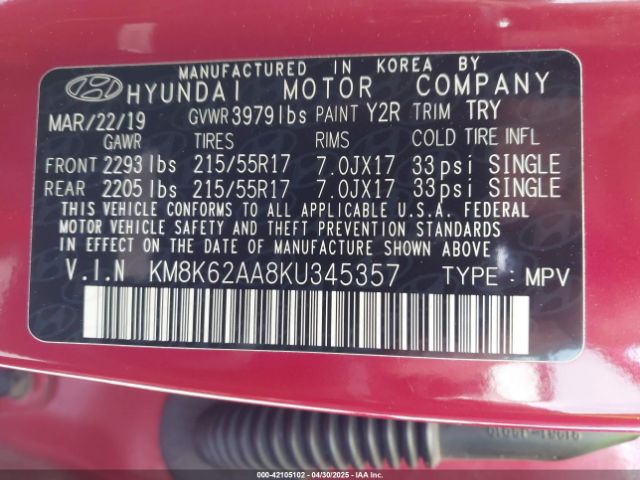 MANUFACTURED IN KOREA BY
HYUNDAI MOTOR COMPANY
MAR/22/19 GVWR 3979 lbs PAINT Y2R TRIM TRY
GAWR TIRES RIMS COLD TIRE INFL
FRONT 2293 lbs 215/55R17 7.0JX17 33psi SINGLE
REAR 2205 lbs 215/55R17 7.0JX17 33psi SINGLE
THIS VEHICLE CONFORMS TO ALL APPLICABLE U.S.A. FEDERAL
MOTOR VEHICLE SAFETY AND THEFT PREVENTION STANDARDS
IN EFFECT ON THE DATE OF MANUFACTURE SHOWN ABOVE.
V.I.N KM8K62AA8KU345357 TYPE : MPV
000-42105102 - 04/30/2025 - IAAI.COM